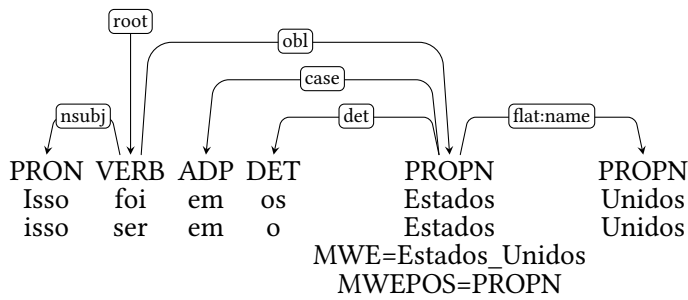 root
obl
case
nsubj det flat:name
PRON VERB ADP DET PROPN PROPN
Isso foi em os Estados Unidos
isso ser em o Estados Unidos
MWE=Estados_Unidos
MWEPOS=PROPN